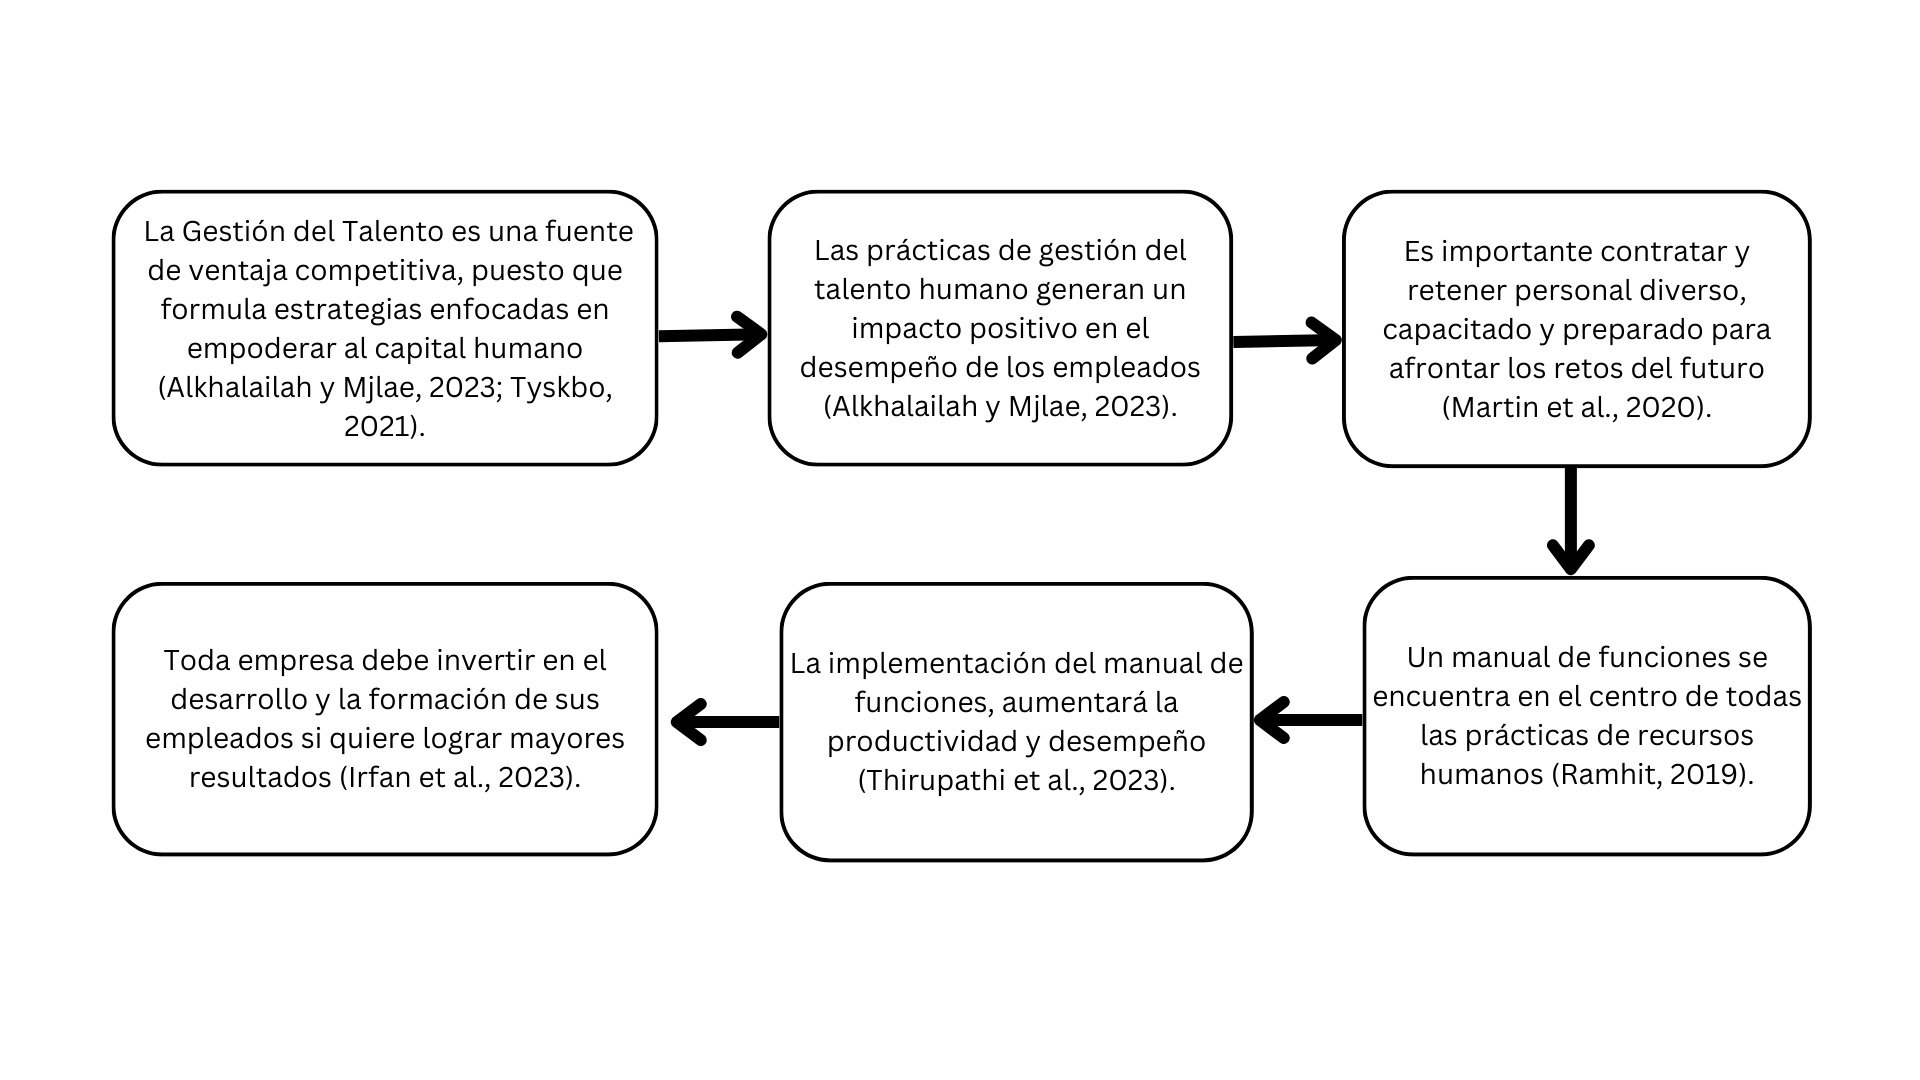 La Gestión del Talento es una fuente
de ventaja competitiva, puesto que
formula estrategias enfocadas en
empoderar al capital humano
(Alkhalailah y Mjlae, 2023; Tyskbo,
2021).
Las prácticas de gestión del
talento humano generan un
impacto positivo en el
desempeño de los empleados
(Alkhalailah y Mjlae, 2023).
Es importante contratar y
retener personal diverso,
capacitado y preparado para
afrontar los retos del futuro
(Martin et al., 2020).
Un manual de funciones se
encuentra en el centro de todas
las prácticas de recursos
humanos (Ramhit, 2019).
La implementación del manual de
funciones, aumentará la
productividad y desempeño
(Thirupathi et al., 2023).
Toda empresa debe invertir en el
desarrollo y la formación de sus
empleados si quiere lograr mayores
resultados (Irfan et al., 2023).